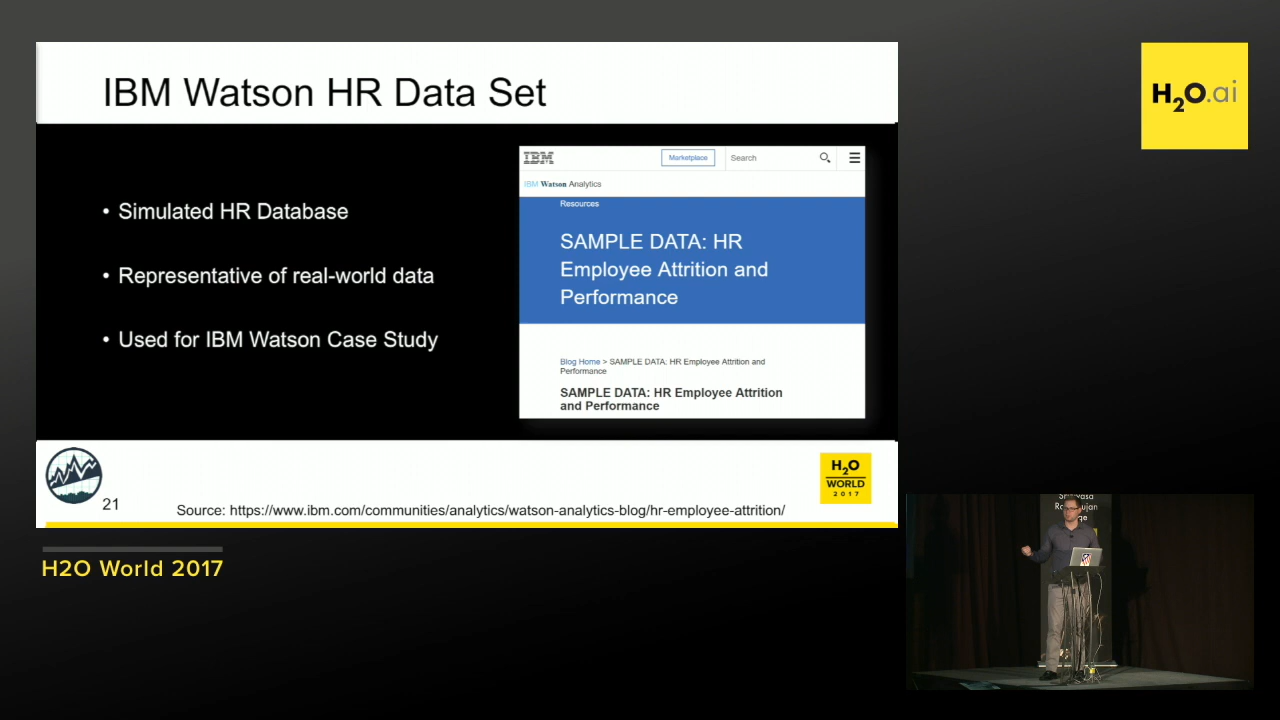 IBM Watson HR Data Set
H2O.ai
• Simulated HR Database
• Representative of real-world data
• Used for IBM Watson Case Study
IBM
Marketplace
Search
IBM Watson Analytics
Resources
SAMPLE DATA: HR
Employee Attrition and
Performance
Blog Home > SAMPLE DATA: HR Employee Attrition and
Performance
SAMPLE DATA: HR Employee Attrition
and Performance
H2O
WORLD
2017
21
Source: https://www.ibm.com/communities/analytics/watson-analytics-blog/hr-employee-attrition/
H2O World 2017